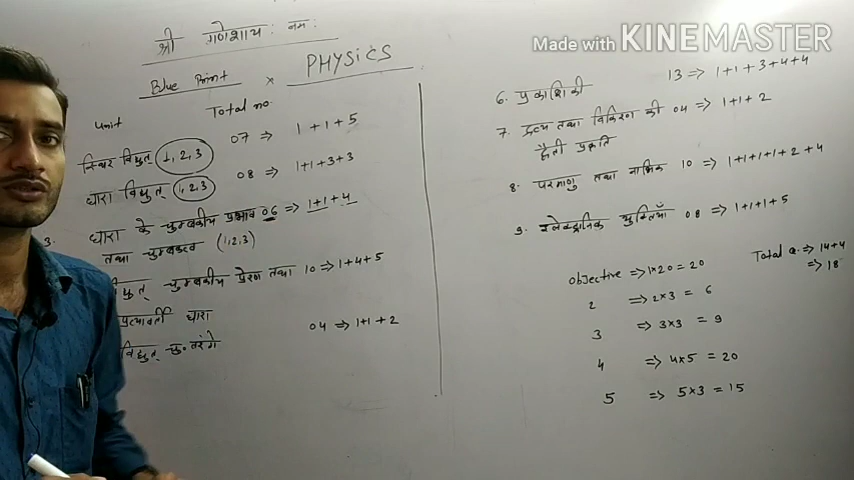 श्री गणेशाय: नम:
Blue Print × PHYSICS
Unit Total no.
स्थिर विद्युत (1,2,3) 07 ⇒ 1+1+5
धारा विद्युत (1,2,3) 08 ⇒ 1+1+3+3
3. धारा के चुम्बकीय प्रभाव 06 ⇒ 1+1+4
तथा चुम्बकत्व (1,2,3)
चुम्बकीय प्रेरण तथा 10 ⇒ 1+4+5
प्रत्यावर्ती धारा
विद्युत चु० तरंगे 04 ⇒ 1+1+2
6. प्रकाशिकी 13 ⇒ 1+1+3+4+4
7. द्रव्य तथा विकिरण की 04 ⇒ 1+1+2
द्वैती प्रकृति
8. परमाणु तथा नाभिक 10 ⇒ 1+1+1+1+2+4
9. इलेक्ट्रानिक युक्तियाँ 08 ⇒ 1+1+1+5
Objective ⇒ 1×20 = 20
2 ⇒ 2×3 = 6
3 ⇒ 3×3 = 9
4 ⇒ 4×5 = 20
5 ⇒ 5×3 = 15
Total Q. ⇒ 14+4
⇒ 18
Made with KINEMASTER